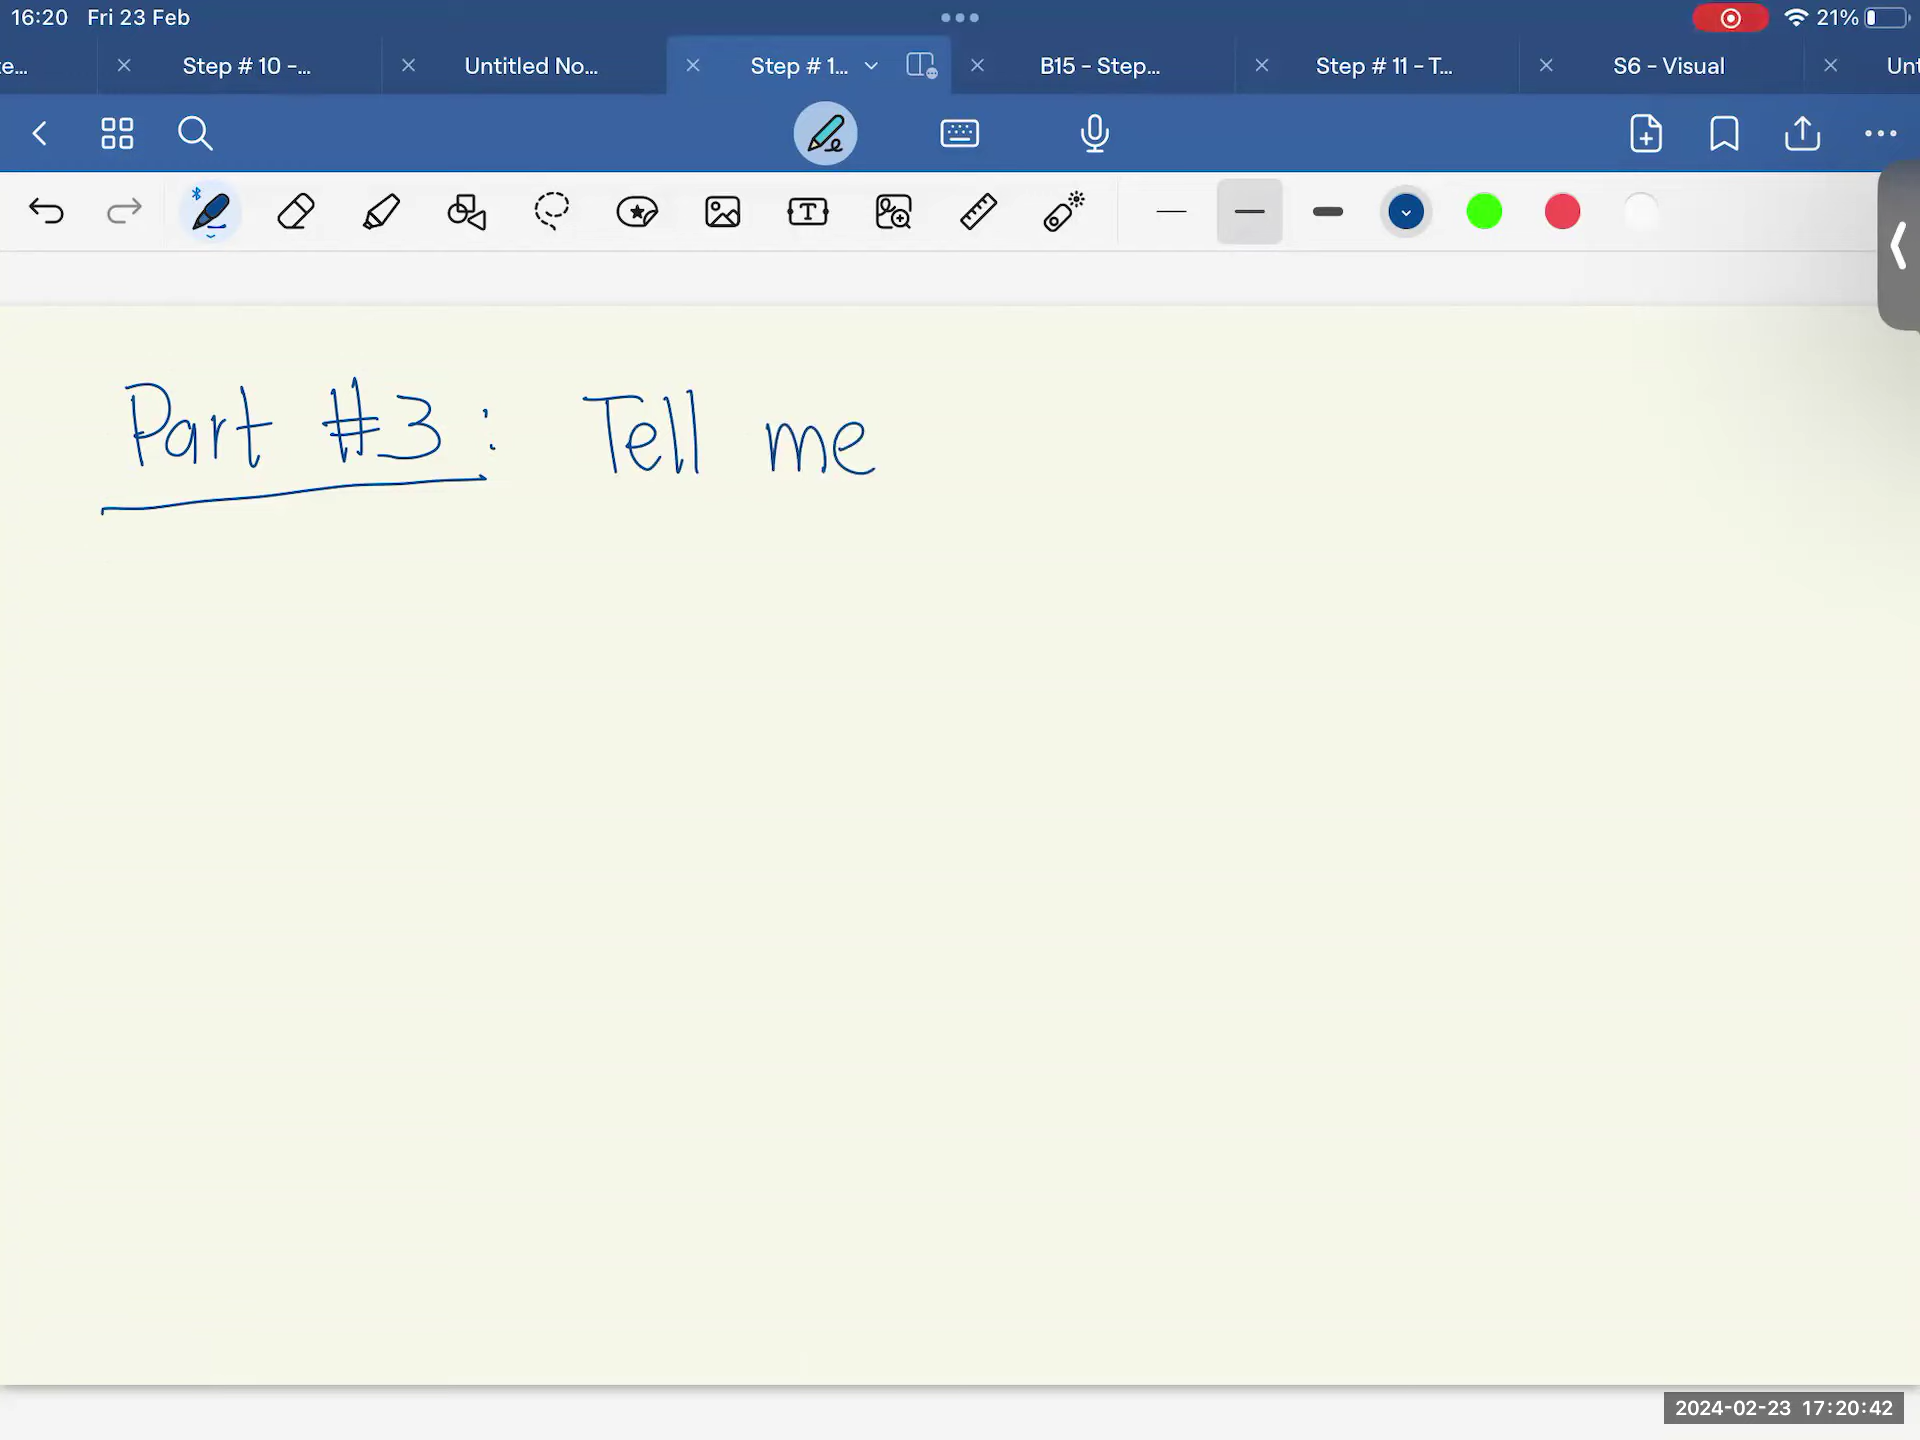 16:20 Fri 23 Feb
21%
e...
Step # 10 -...
Untitled No...
Step # 1...
B15 - Step...
Step # 11 - T...
S6 - Visual
Unt
Part #3: Tell me
2024-02-23 17:20:42